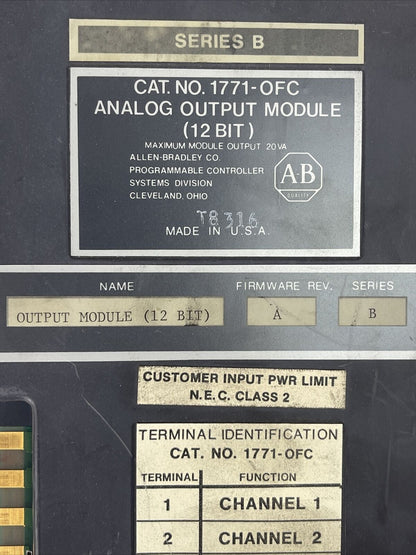 SERIES B
CAT. NO. 1771-OFC
ANALOG OUTPUT MODULE
(12 BIT)
MAXIMUM MODULE OUTPUT 20VA
ALLEN-BRADLEY CO.
PROGRAMMABLE CONTROLLER
SYSTEMS DIVISION
CLEVELAND, OHIO
A-B
QUALITY
T8316
MADE IN U.S.A.
NAME FIRMWARE REV. SERIES
OUTPUT MODULE (12 BIT) A B
CUSTOMER INPUT PWR LIMIT
N.E.C. CLASS 2
TERMINAL IDENTIFICATION
CAT. NO. 1771-OFC
TERMINAL FUNCTION
1 CHANNEL 1
2 CHANNEL 2